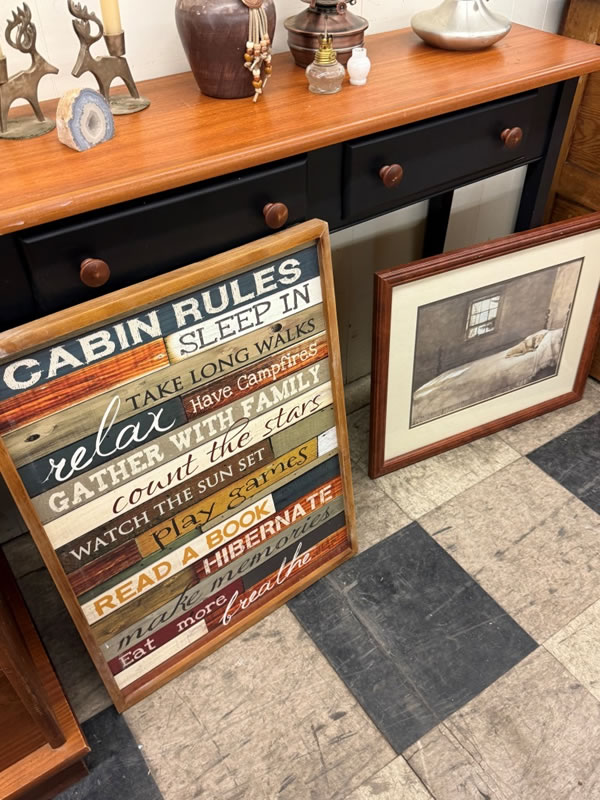 CABIN RULES
SLEEP IN
TAKE LONG WALKS
relax Have Campfires
GATHER WITH FAMILY
count the stars
WATCH THE SUN SET
play games
READ A BOOK
HIBERNATE
make memories
Eat more breathe